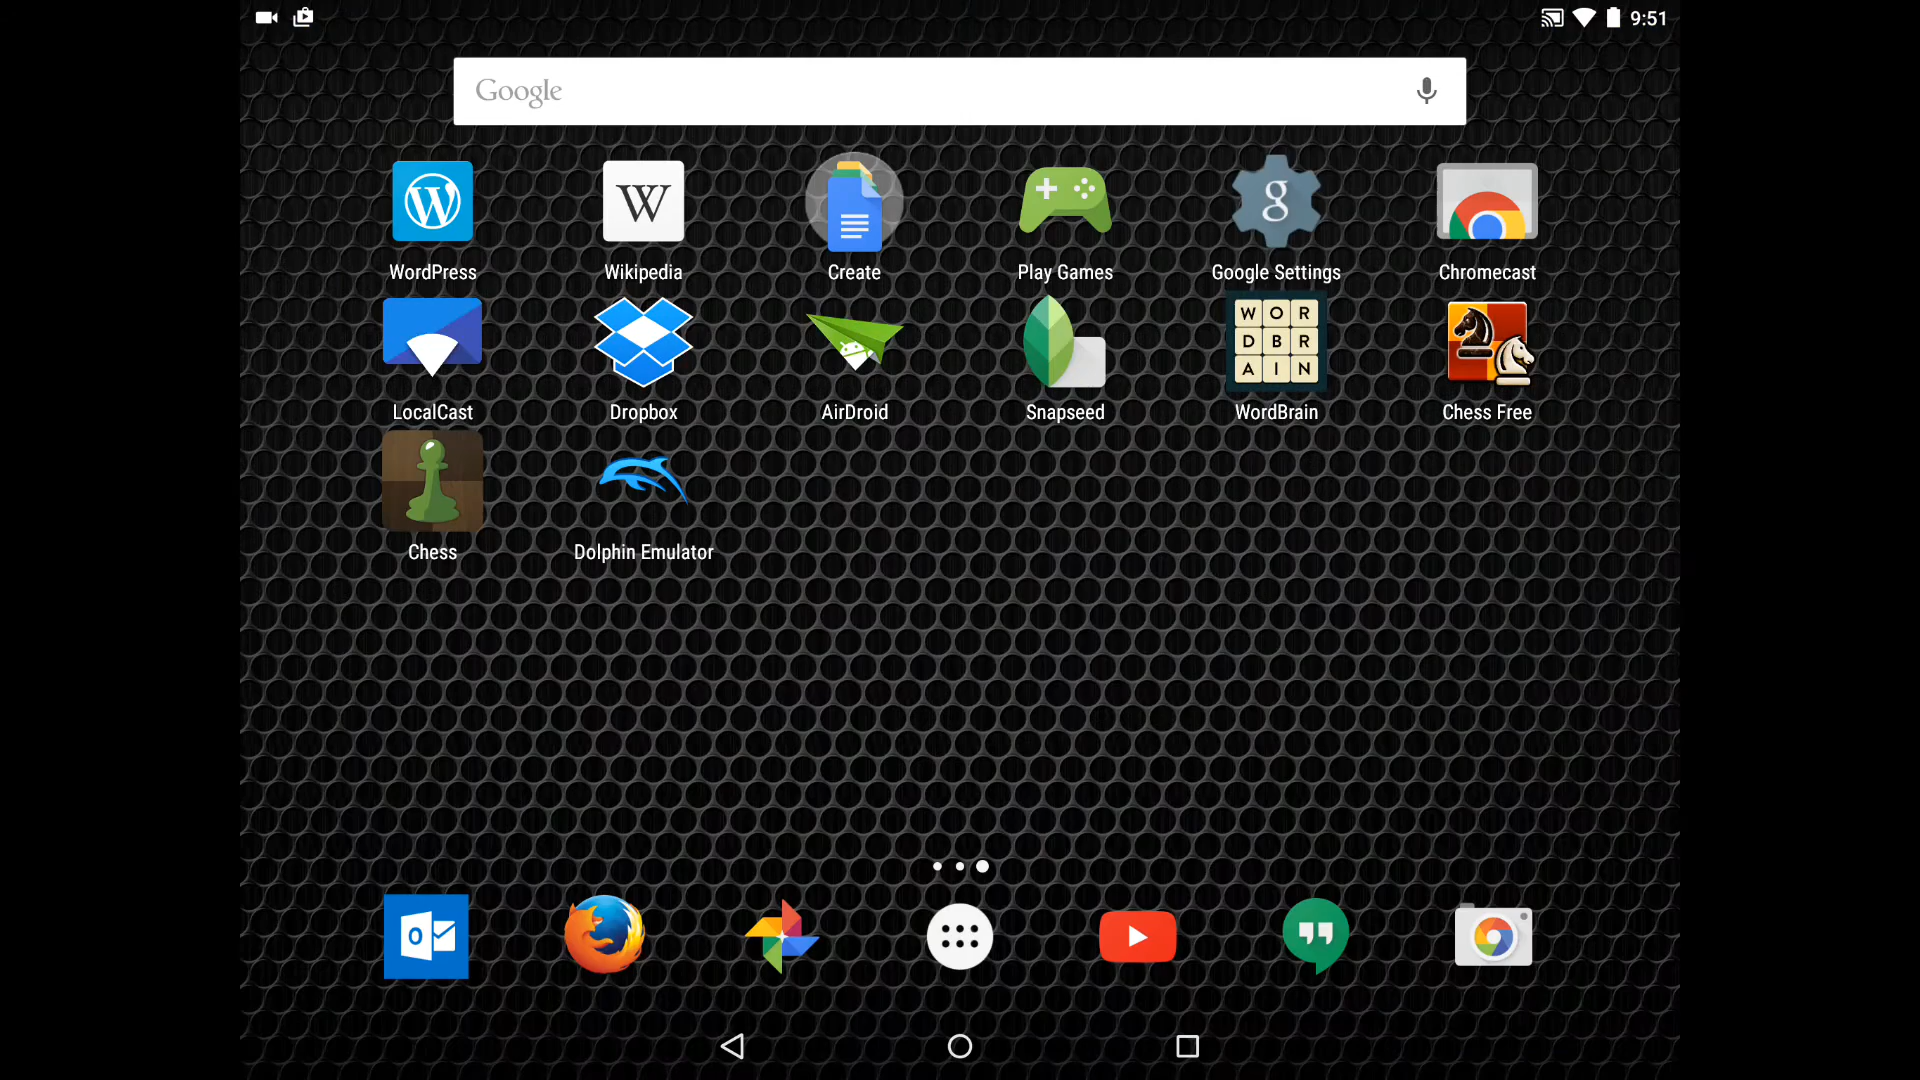 9:51
Google
W
W
g
WordPress
Wikipedia
Create
Play Games
Google Settings
Chromecast
W O R
D B R
A I N
LocalCast
Dropbox
AirDroid
Snapseed
WordBrain
Chess Free
Chess
Dolphin Emulator
o